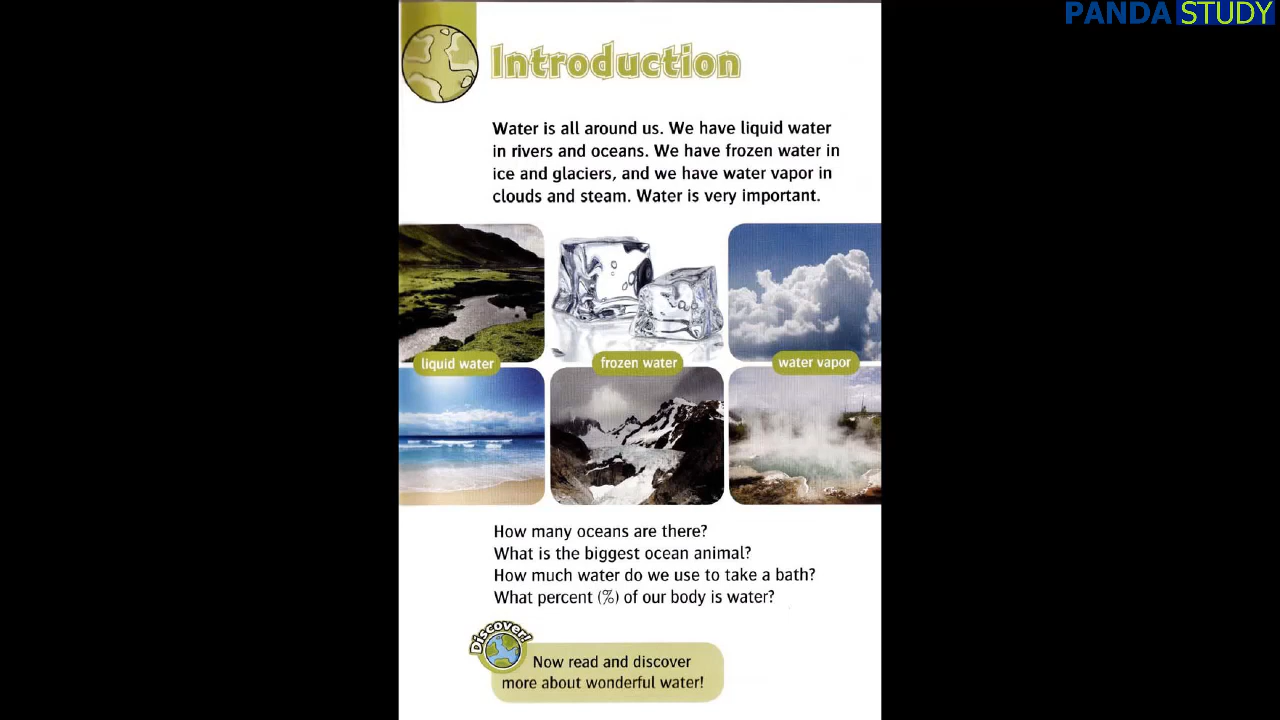 PANDA STUDY
Introduction
Water is all around us. We have liquid water
in rivers and oceans. We have frozen water in
ice and glaciers, and we have water vapor in
clouds and steam. Water is very important.
liquid water
frozen water
water vapor
How many oceans are there?
What is the biggest ocean animal?
How much water do we use to take a bath?
What percent (%) of our body is water?
Discover!
Now read and discover
more about wonderful water!